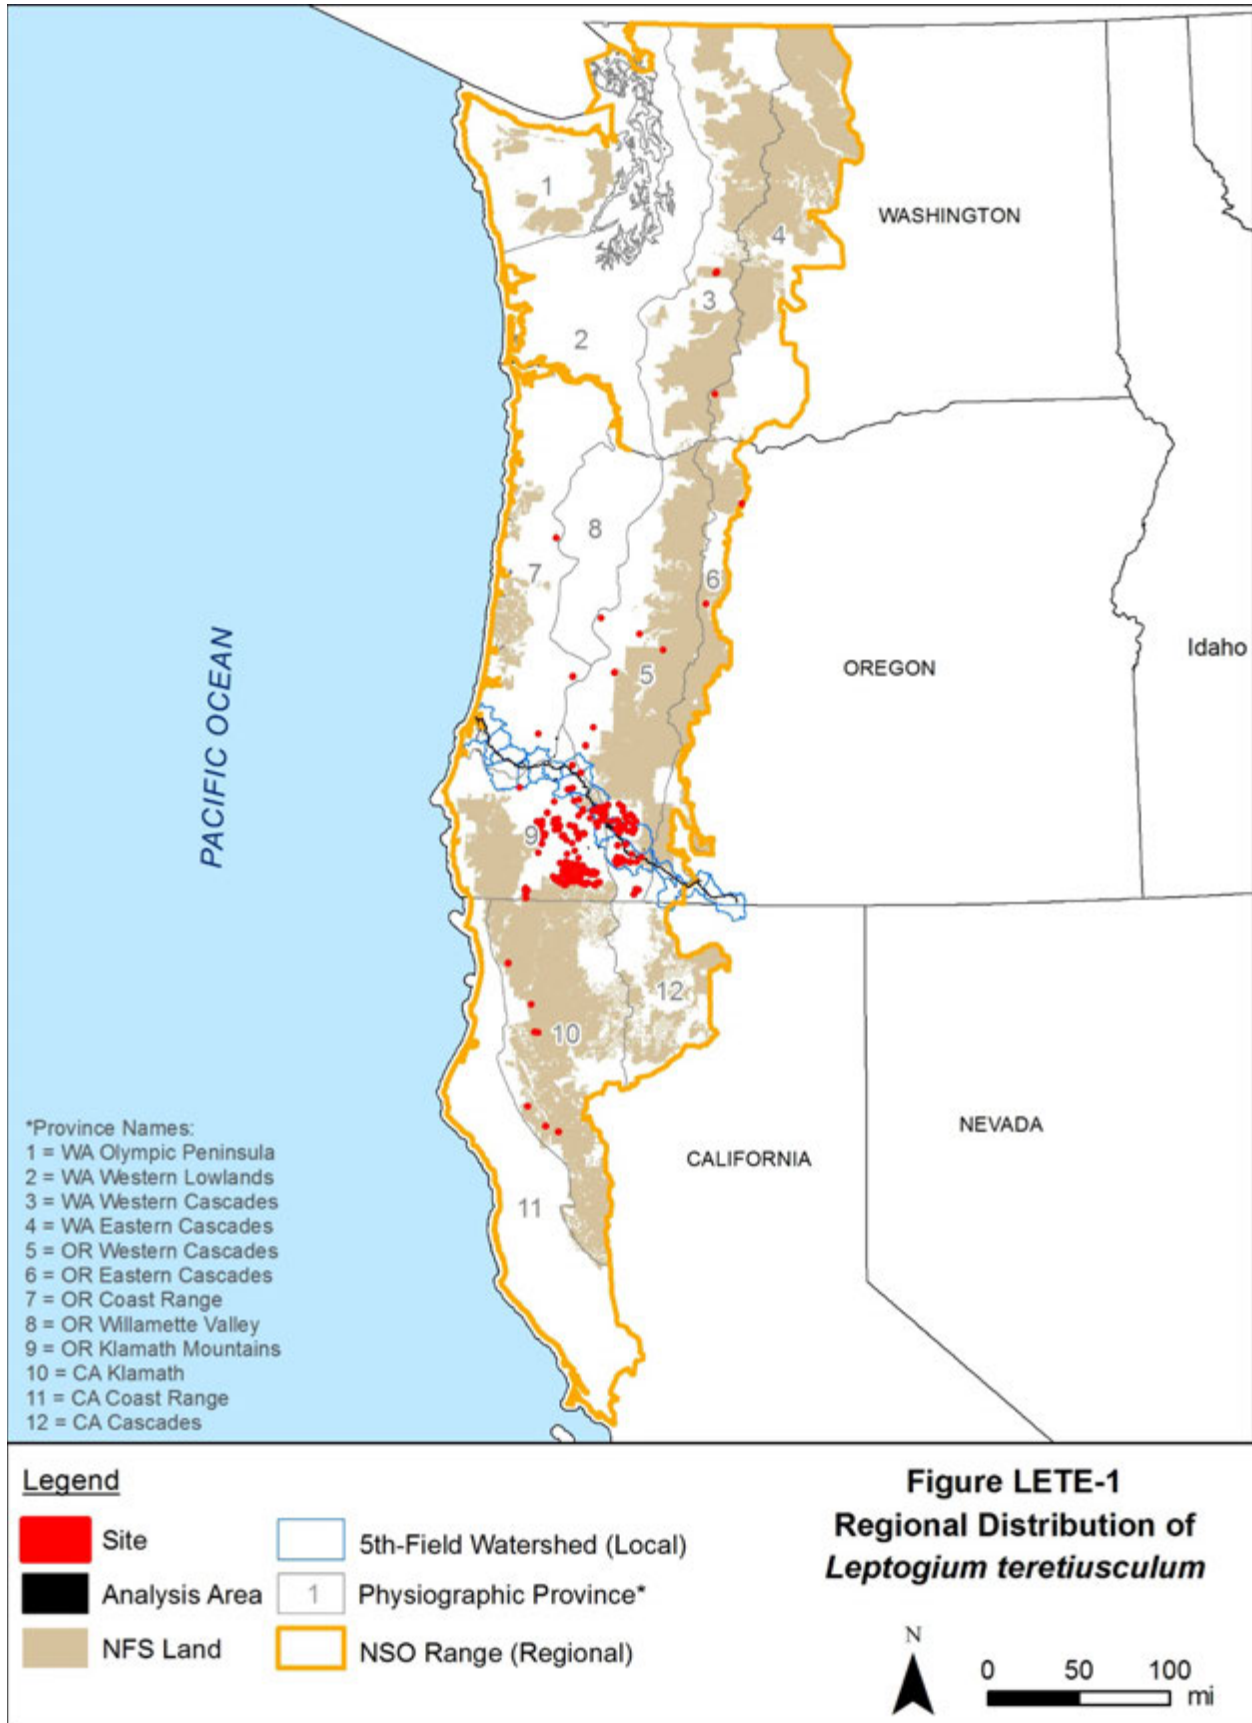 1
WASHINGTON
4
3
2
8
7
6
Idaho
5
OREGON
PACIFIC OCEAN
9
12
10
NEVADA
CALIFORNIA
11
*Province Names:
1 = WA Olympic Peninsula
2 = WA Western Lowlands
3 = WA Western Cascades
4 = WA Eastern Cascades
5 = OR Western Cascades
6 = OR Eastern Cascades
7 = OR Coast Range
8 = OR Willamette Valley
9 = OR Klamath Mountains
10 = CA Klamath
11 = CA Coast Range
12 = CA Cascades
Legend
Site
Analysis Area
NFS Land
5th-Field Watershed (Local)
1 Physiographic Province*
NSO Range (Regional)
Figure LETE-1
Regional Distribution of
Leptogium teretiusculum
N
0 50 100
mi